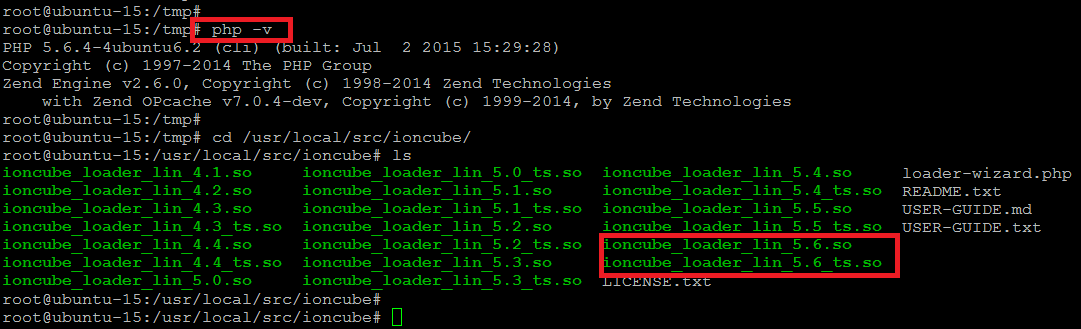 root@ubuntu-15:/tmp#
root@ubuntu-15:/tmp# php -v
PHP 5.6.4-4ubuntu6.2 (cli) (built: Jul  2 2015 15:29:28)
Copyright (c) 1997-2014 The PHP Group
Zend Engine v2.6.0, Copyright (c) 1998-2014 Zend Technologies
    with Zend OPcache v7.0.4-dev, Copyright (c) 1999-2014, by Zend Technologies
root@ubuntu-15:/tmp#
root@ubuntu-15:/tmp# cd /usr/local/src/ioncube/
root@ubuntu-15:/usr/local/src/ioncube# ls
ioncube_loader_lin_4.1.so     ioncube_loader_lin_5.0_ts.so  ioncube_loader_lin_5.4.so     loader-wizard.php
ioncube_loader_lin_4.2.so     ioncube_loader_lin_5.1.so     ioncube_loader_lin_5.4_ts.so  README.txt
ioncube_loader_lin_4.3.so     ioncube_loader_lin_5.1_ts.so  ioncube_loader_lin_5.5.so     USER-GUIDE.md
ioncube_loader_lin_4.3_ts.so  ioncube_loader_lin_5.2.so     ioncube_loader_lin_5.5_ts.so  USER-GUIDE.txt
ioncube_loader_lin_4.4.so     ioncube_loader_lin_5.2_ts.so  ioncube_loader_lin_5.6.so
ioncube_loader_lin_4.4_ts.so  ioncube_loader_lin_5.3.so     ioncube_loader_lin_5.6_ts.so
ioncube_loader_lin_5.0.so     ioncube_loader_lin_5.3_ts.so  LICENSE.txt
root@ubuntu-15:/usr/local/src/ioncube#
root@ubuntu-15:/usr/local/src/ioncube#